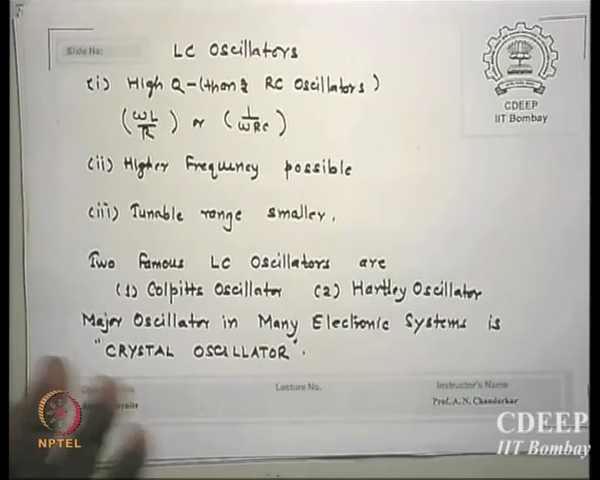 Slide No:
LC Oscillators
(i) High Q-(than RC Oscillators)
(ωL/R) or (1/ωRC)
(ii) Higher Frequency possible
(iii) Tunable range smaller.
Two Famous LC Oscillators are
(1) Colpitts Oscillator (2) Hartley Oscillator
Major Oscillator in Many Electronic Systems is
"CRYSTAL OSCILLATOR".
CDEEP
IIT Bombay
Lecture No.
Instructor's Name
Prof. A. N. Chandorkar
NPTEL
CDEEP
IIT Bombay